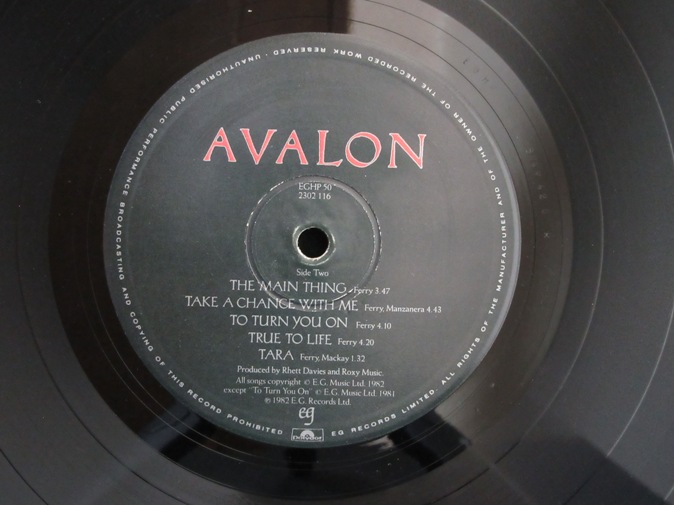 AVALON
EGHP 50
2302 116
Side Two
THE MAIN THING Ferry 3.47
TAKE A CHANCE WITH ME Ferry, Manzanera 4.43
TO TURN YOU ON Ferry 4.10
TRUE TO LIFE Ferry 4.20
TARA Ferry, Mackay 1.32
Produced by Rhett Davies and Roxy Music.
All songs copyright © E.G. Music Ltd. 1982
except "To Turn You On" © E.G. Music Ltd. 1981
℗ 1982 E.G. Records Ltd.
eg
polydor
EG RECORDS LIMITED. ALL RIGHTS OF THE MANUFACTURER AND OF THE OWNER OF THE RECORDED WORK RESERVED · UNAUTHORISED PUBLIC PERFORMANCE BROADCASTING AND COPYING OF THIS RECORD PROHIBITED